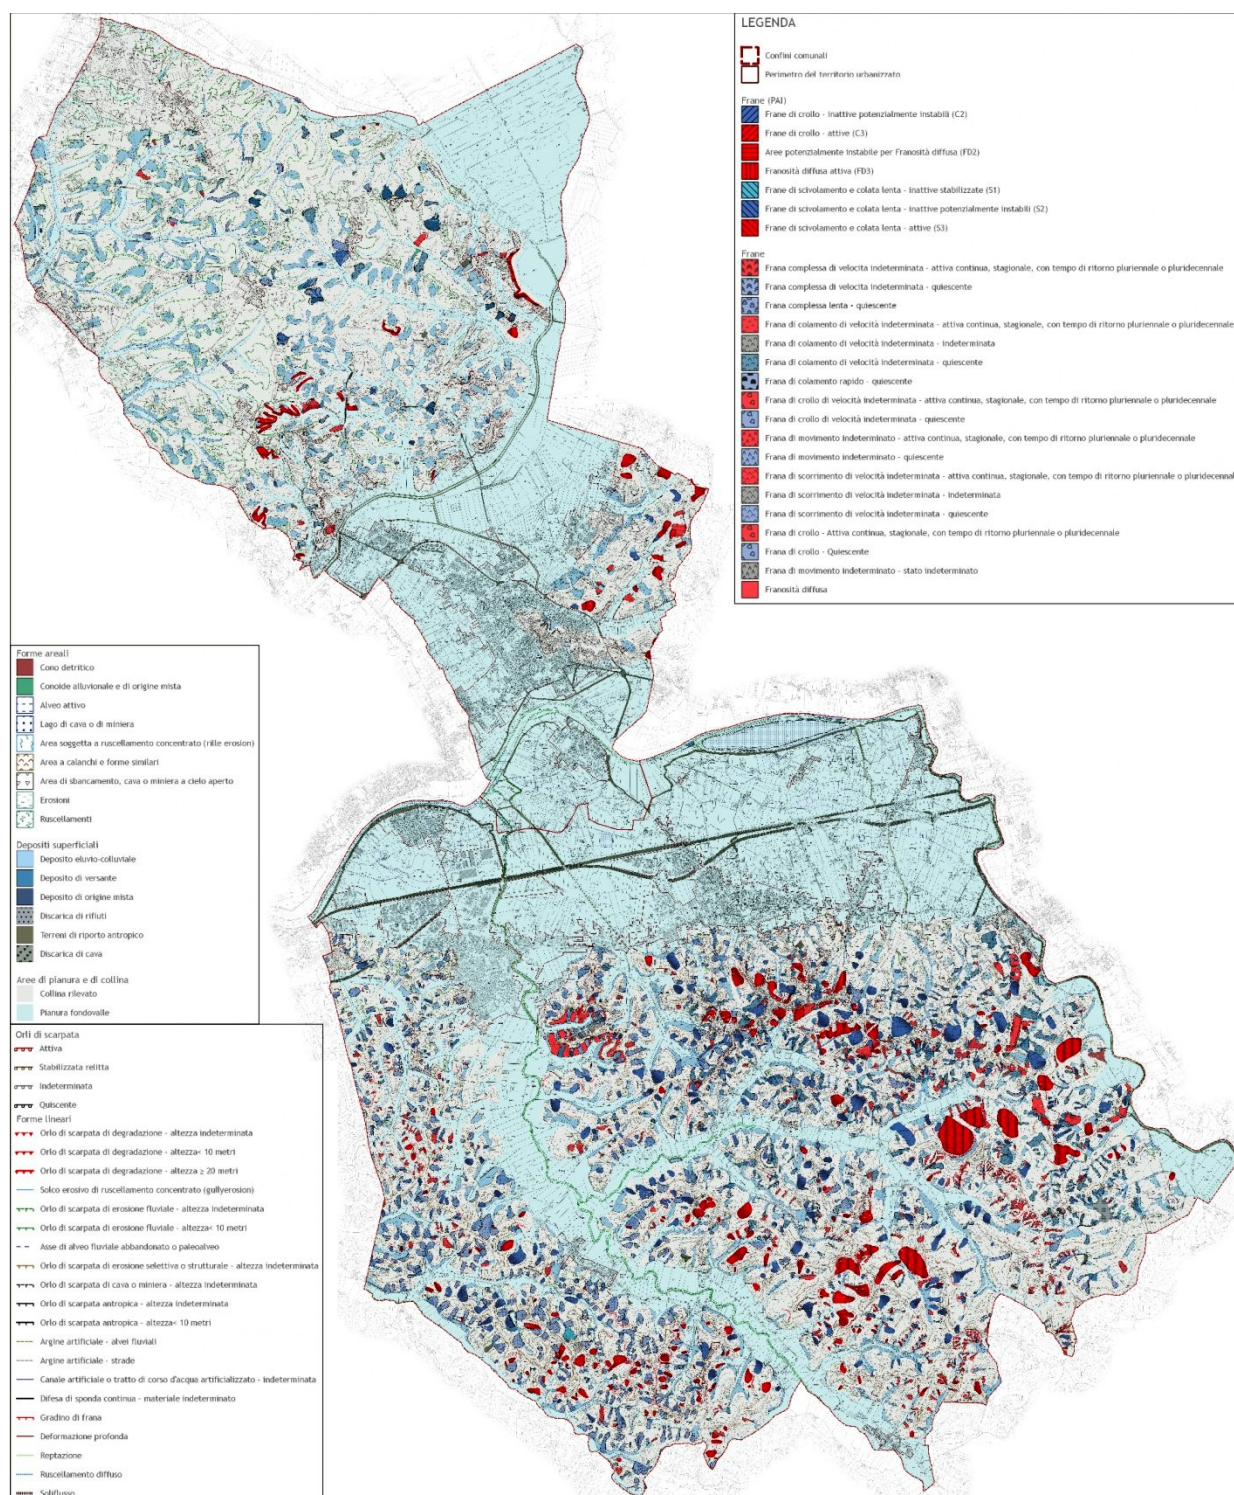 LEGENDA
Confini comunali
Perimetro del territorio urbanizzato
Frane (PAI)
Frane di crollo - inattive potenzialmente instabili (C2)
Frane di crollo - attive (C3)
Aree potenzialmente instabile per Franosità diffusa (FD2)
Franosità diffusa attiva (FD3)
Frane di scivolamento e colata lenta - inattive stabilizzate (S1)
Frane di scivolamento e colata lenta - inattive potenzialmente instabili (S2)
Frane di scivolamento e colata lenta - attive (S3)
Frane
Frana complessa di velocita indeterminata - attiva continua, stagionale, con tempo di ritorno pluriennale o pluridecennale
Frana complessa di velocita indeterminata - quiescente
Frana complessa lenta - quiescente
Frana di colamento di velocità indeterminata - attiva continua, stagionale, con tempo di ritorno pluriennale o pluridecennale
Frana di colamento di velocità indeterminata - indeterminata
Frana di colamento di velocità indeterminata - quiescente
Frana di colamento rapido - quiescente
Frana di crollo di velocità indeterminata - attiva continua, stagionale, con tempo di ritorno pluriennale o pluridecennale
Frana di crollo di velocità indeterminata - quiescente
Frana di movimento indeterminato - attiva continua, stagionale, con tempo di ritorno pluriennale o pluridecennale
Frana di movimento indeterminato - quiescente
Frana di scorrimento di velocità indeterminata - attiva continua, stagionale, con tempo di ritorno pluriennale o pluridecennal
Frana di scorrimento di velocità indeterminata - indeterminata
Frana di scorrimento di velocità indeterminata - quiescente
Frana di crollo - Attiva continua, stagionale, con tempo di ritorno pluriennale o pluridecennale
Frana di crollo - Quiescente
Frana di movimento indeterminato - stato indeterminato
Franosità diffusa
Forme areali
Cono detritico
Conoide alluvionale e di origine mista
Alveo attivo
Lago di cava o di miniera
Area soggetta a ruscellamento concentrato (rille erosion)
Area a calanchi e forme similari
Area di sbancamento, cava o miniera a cielo aperto
Erosioni
Ruscellamenti
Depositi superficiali
Deposito eluvio-colluviale
Deposito di versante
Deposito di origine mista
Discarica di rifiuti
Terreni di riporto antropico
Discarica di cava
Aree di pianura e di collina
Collina rilevato
Pianura fondovalle
Orli di scarpata
Attiva
Stabilizzata relitta
Indeterminata
Quiscente
Forme lineari
Orlo di scarpata di degradazione - altezza indeterminata
Orlo di scarpata di degradazione - altezza< 10 metri
Orlo di scarpata di degradazione - altezza ≥ 20 metri
Solco erosivo di ruscellamento concentrato (gullyerosion)
Orlo di scarpata di erosione fluviale - altezza indeterminata
Orlo di scarpata di erosione fluviale - altezza< 10 metri
Asse di alveo fluviale abbandonato o paleoalveo
Orlo di scarpata di erosione selettiva o strutturale - altezza indeterminata
Orlo di scarpata di cava o miniera - altezza indeterminata
Orlo di scarpata antropica - altezza indeterminata
Orlo di scarpata antropica - altezza< 10 metri
Argine artificiale - alvei fluviali
Argine artificiale - strade
Canale artificiale o tratto di corso d'acqua artificializzato - indeterminata
Difesa di sponda continua - materiale indeterminato
Gradino di frana
Deformazione profonda
Reptazione
Ruscellamento diffuso
Soliflusso